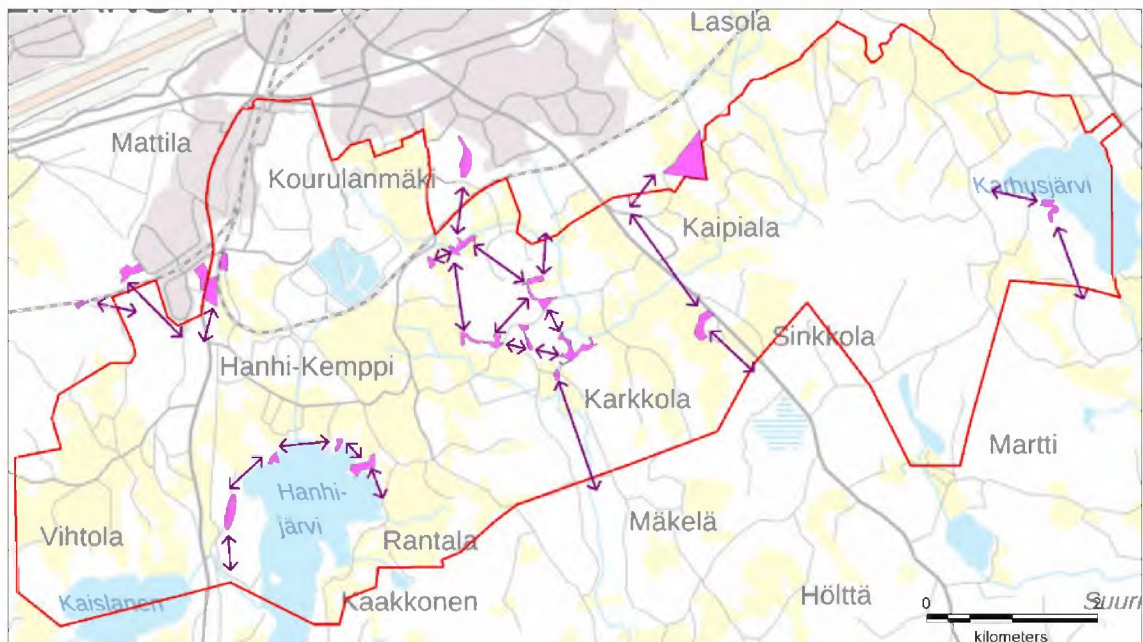 Lasola
Mattila
Kourulanmäki
Karhusjärvi
Kaipiala
Sinkkola
Hanhi-Kemppi
Karkkola
Martti
Hanhi-
järvi
Vihtola
Rantala
Mäkelä
Kaislanen
Kaakkonen
Hölttä
0
2
Suuri
kilometers